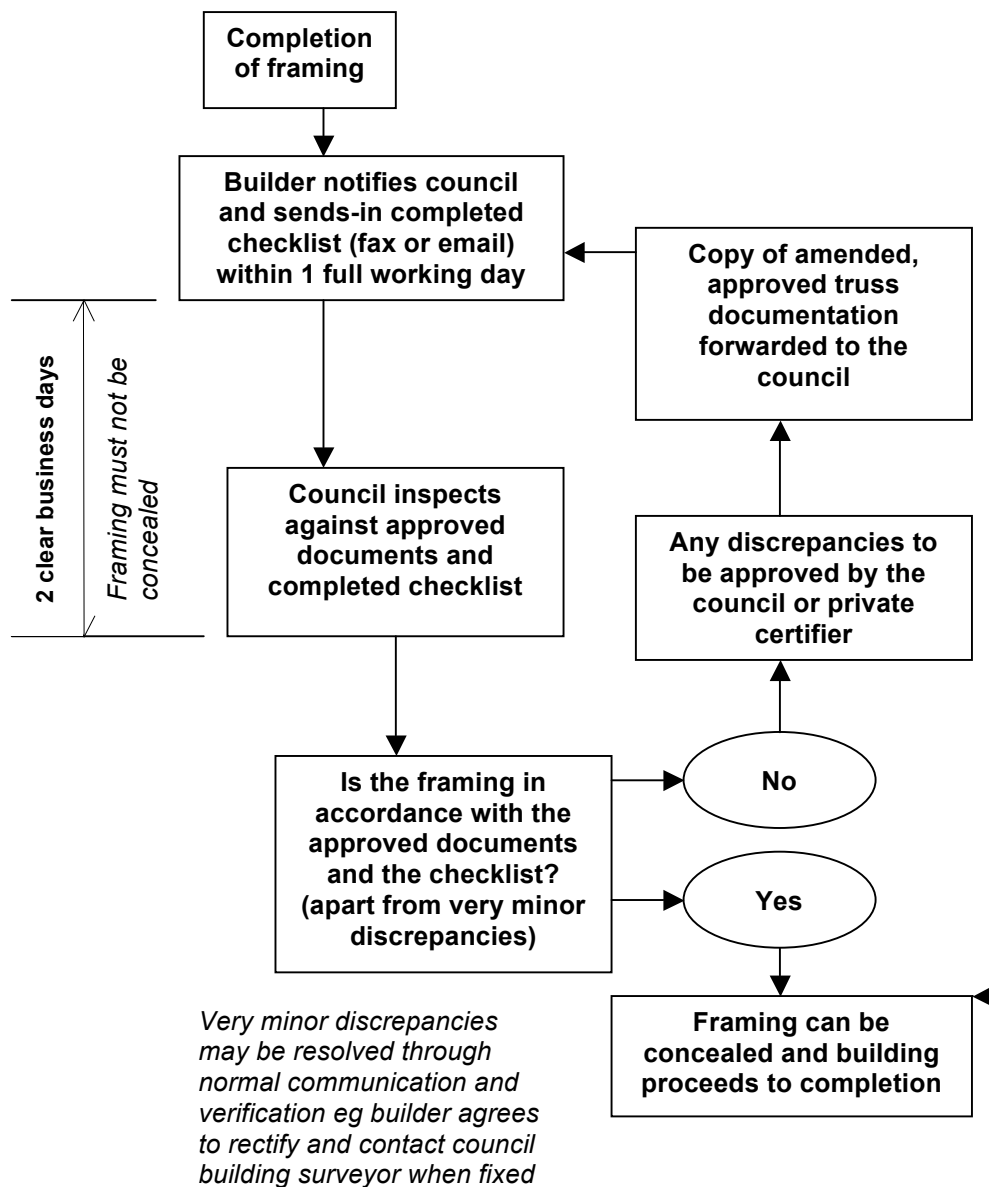 Completion
of framing
Builder notifies council
and sends-in completed
checklist (fax or email)
within 1 full working day
Copy of amended,
approved truss
documentation
forwarded to the
council
2 clear business days
Framing must not be
concealed
Council inspects
against approved
documents and
completed checklist
Any discrepancies to
be approved by the
council or private
certifier
Is the framing in
accordance with the
approved documents
and the checklist?
(apart from very minor
discrepancies)
No
Yes
Framing can be
concealed and building
proceeds to completion
Very minor discrepancies
may be resolved through
normal communication and
verification eg builder agrees
to rectify and contact council
building surveyor when fixed